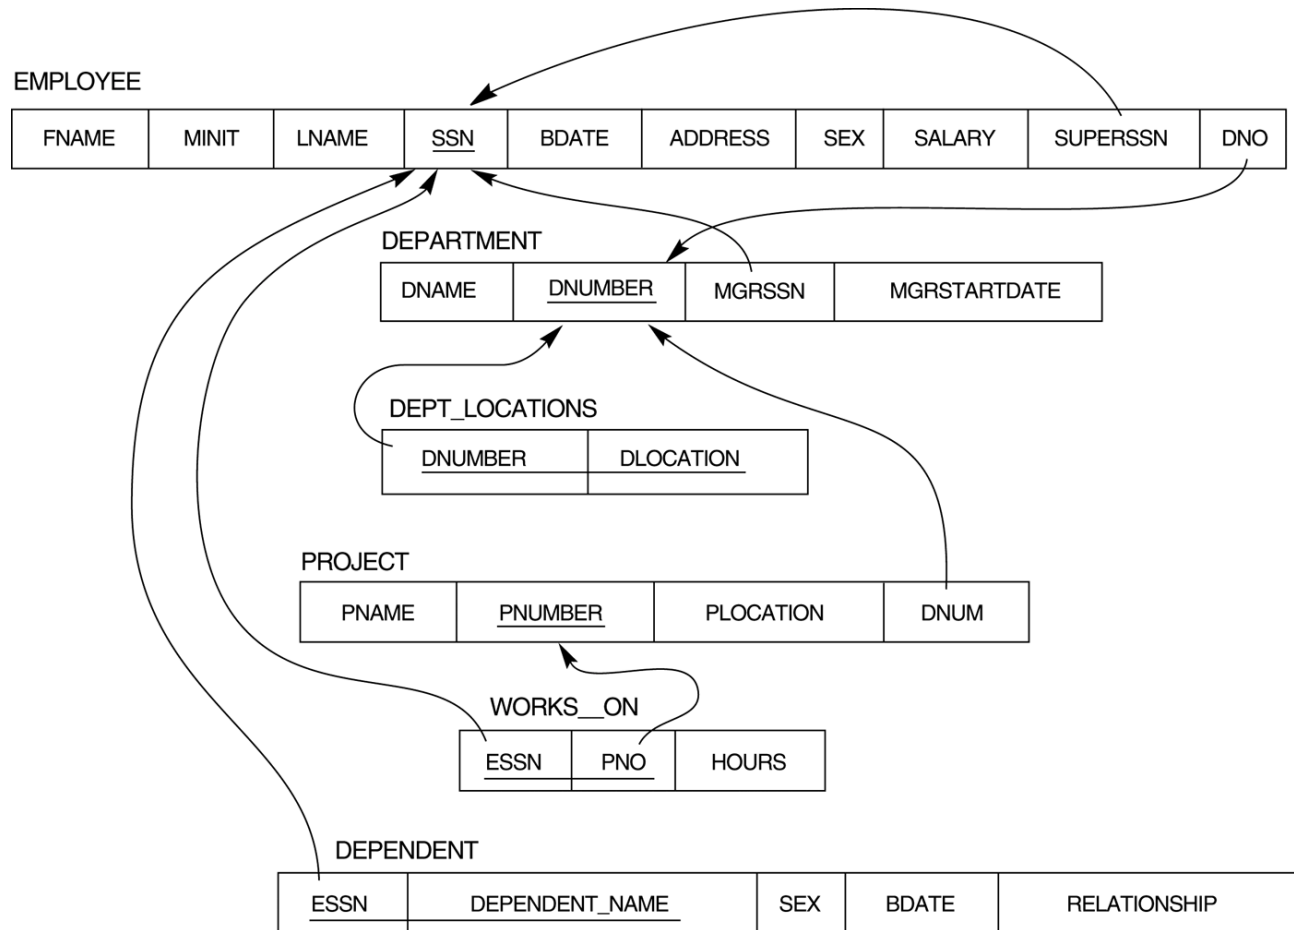 EMPLOYEE
FNAME MINIT LNAME SSN BDATE ADDRESS SEX SALARY SUPERSSN DNO
DEPARTMENT
DNAME DNUMBER MGRSSN MGRSTARTDATE
DEPT_LOCATIONS
DNUMBER DLOCATION
PROJECT
PNAME PNUMBER PLOCATION DNUM
WORKS__ON
ESSN PNO HOURS
DEPENDENT
ESSN DEPENDENT_NAME SEX BDATE RELATIONSHIP